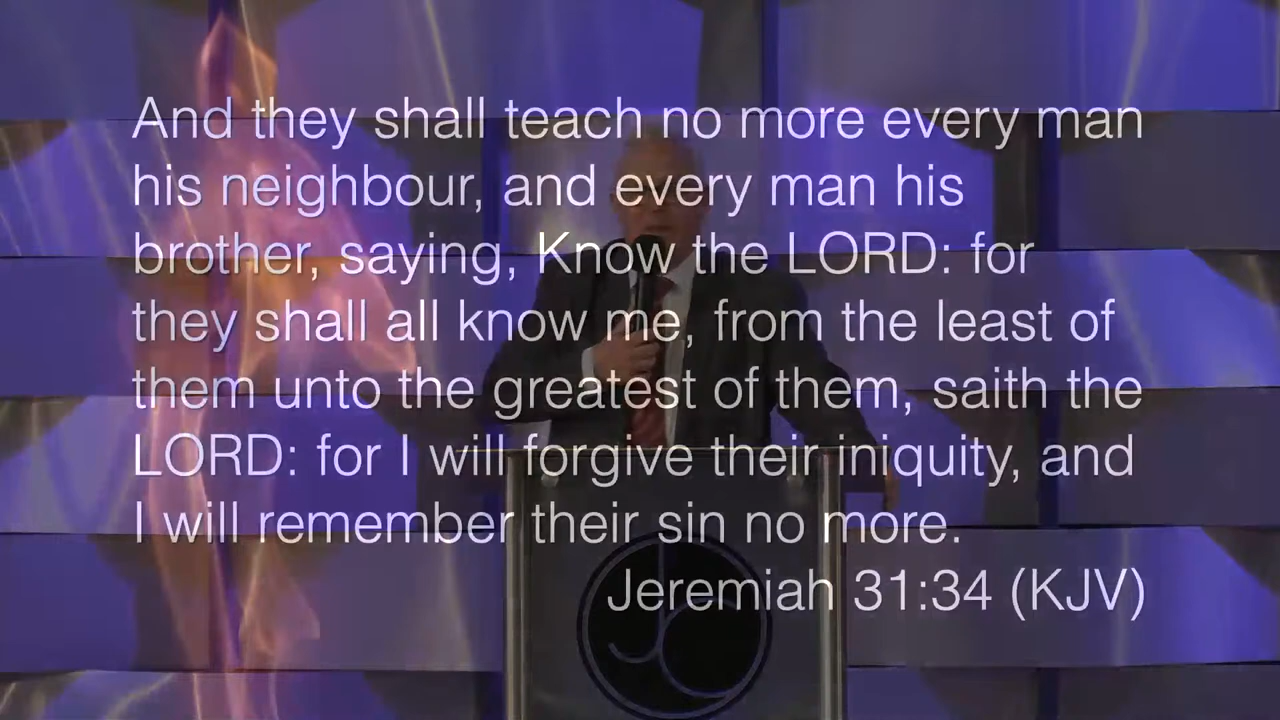 And they shall teach no more every man
his neighbour, and every man his
brother, saying, Know the LORD: for
they shall all know me, from the least of
them unto the greatest of them, saith the
LORD: for I will forgive their iniquity, and
I will remember their sin no more.
Jeremiah 31:34 (KJV)
JC